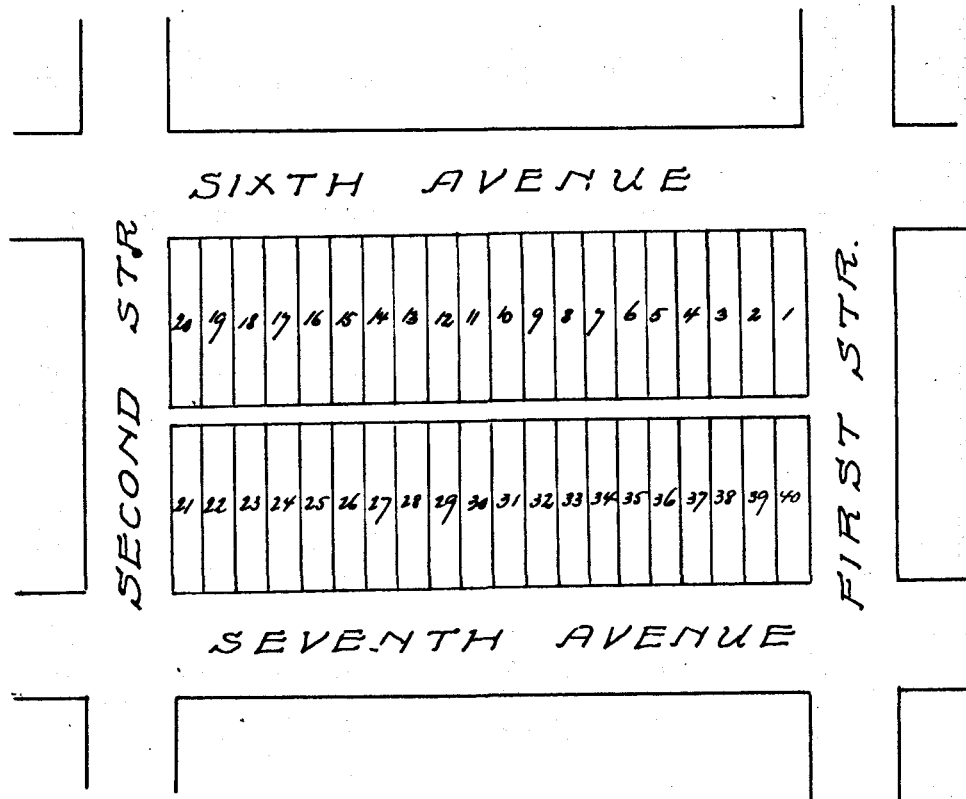 SIXTH AVENUE
SECOND STR
FIRST STR.
20 19 18 17 16 15 14 13 12 11 10 9 8 7 6 5 4 3 2 1
21 22 23 24 25 26 27 28 29 30 31 32 33 34 35 36 37 38 39 40
SEVENTH AVENUE